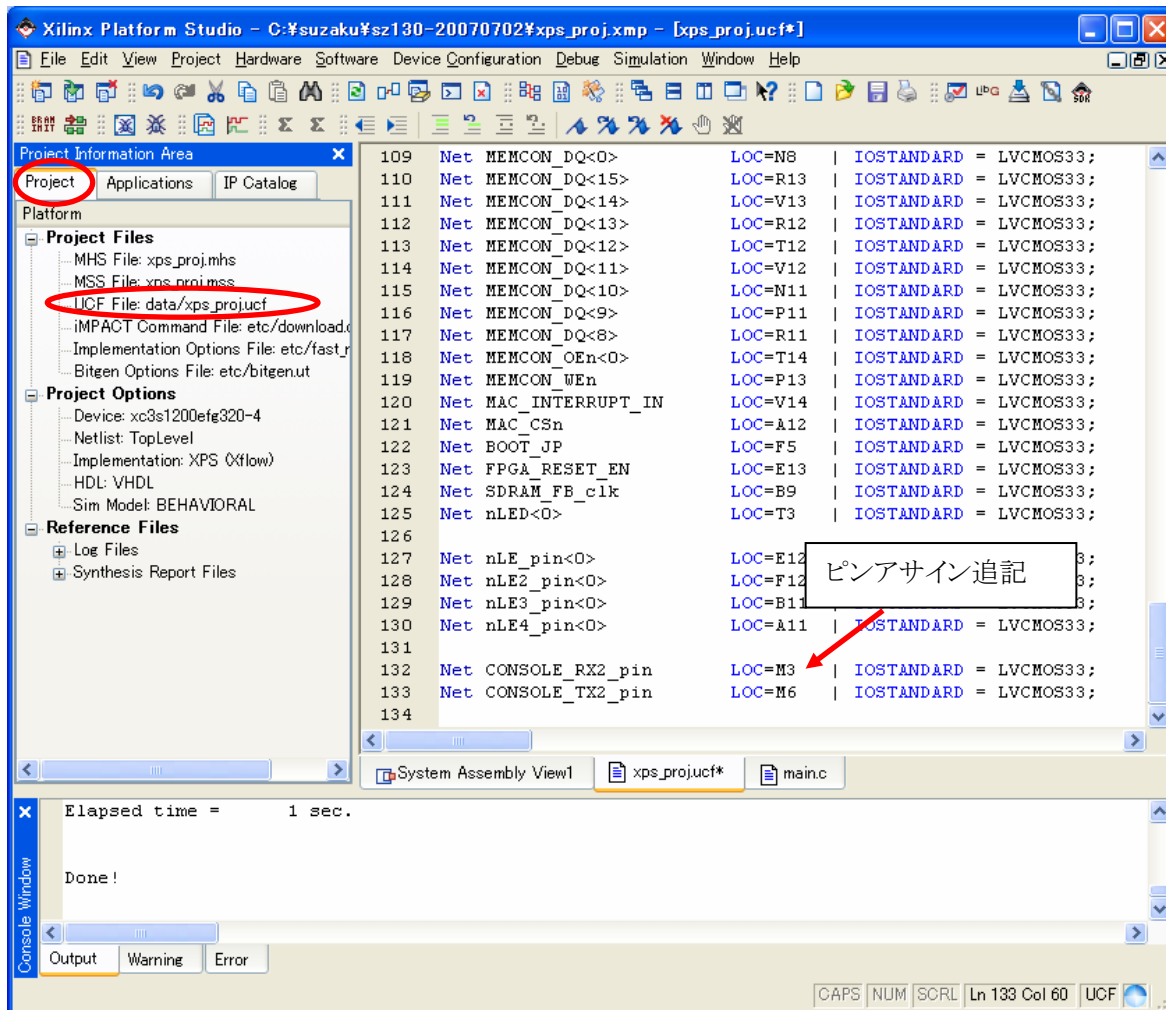 Xilinx Platform Studio - C:¥suzaku¥sz130-20070702¥xps_proj.xmp - [xps_proj.ucf*]
File Edit View Project Hardware Software Device Configuration Debug Simulation Window Help
Project Information Area
Project Applications IP Catalog
Platform
Project Files
MHS File: xps_proj.mhs
MSS File: xps_proj.mss
UCF File: data/xps_proj.ucf
iMPACT Command File: etc/download.c
Implementation Options File: etc/fast_r
Bitgen Options File: etc/bitgen.ut
Project Options
Device: xc3s1200efg320-4
Netlist: TopLevel
Implementation: XPS (Xflow)
HDL: VHDL
Sim Model: BEHAVIORAL
Reference Files
Log Files
Synthesis Report Files
109 Net MEMCON_DQ<0> LOC=N8 | IOSTANDARD = LVCMOS33;
110 Net MEMCON_DQ<15> LOC=R13 | IOSTANDARD = LVCMOS33;
111 Net MEMCON_DQ<14> LOC=V13 | IOSTANDARD = LVCMOS33;
112 Net MEMCON_DQ<13> LOC=R12 | IOSTANDARD = LVCMOS33;
113 Net MEMCON_DQ<12> LOC=T12 | IOSTANDARD = LVCMOS33;
114 Net MEMCON_DQ<11> LOC=V12 | IOSTANDARD = LVCMOS33;
115 Net MEMCON_DQ<10> LOC=N11 | IOSTANDARD = LVCMOS33;
116 Net MEMCON_DQ<9> LOC=P11 | IOSTANDARD = LVCMOS33;
117 Net MEMCON_DQ<8> LOC=R11 | IOSTANDARD = LVCMOS33;
118 Net MEMCON_OEn<0> LOC=T14 | IOSTANDARD = LVCMOS33;
119 Net MEMCON_WEn LOC=P13 | IOSTANDARD = LVCMOS33;
120 Net MAC_INTERRUPT_IN LOC=V14 | IOSTANDARD = LVCMOS33;
121 Net MAC_CSn LOC=A12 | IOSTANDARD = LVCMOS33;
122 Net BOOT_JP LOC=F5 | IOSTANDARD = LVCMOS33;
123 Net FPGA_RESET_EN LOC=E13 | IOSTANDARD = LVCMOS33;
124 Net SDRAM_FB_clk LOC=B9 | IOSTANDARD = LVCMOS33;
125 Net nLED<0> LOC=T3 | IOSTANDARD = LVCMOS33;
126
127 Net nLE_pin<0> LOC=E12 3;
128 Net nLE2_pin<0> LOC=F12 3;
129 Net nLE3_pin<0> LOC=B11 3;
130 Net nLE4_pin<0> LOC=A11 | IOSTANDARD = LVCMOS33;
131
132 Net CONSOLE_RX2_pin LOC=M3 | IOSTANDARD = LVCMOS33;
133 Net CONSOLE_TX2_pin LOC=M6 | IOSTANDARD = LVCMOS33;
134
ピンアサイン追記
System Assembly View1 xps_proj.ucf* main.c
Elapsed time = 1 sec.
Done!
Console Window
Output Warning Error
CAPS NUM SCRL Ln 133 Col 60 UCF